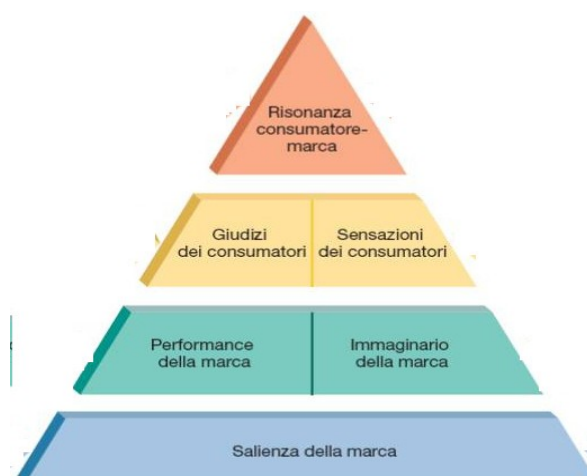 Risonanza
consumatore-
marca
Giudizi
dei consumatori
Sensazioni
dei consumatori
Performance
della marca
Immaginario
della marca
Salienza della marca